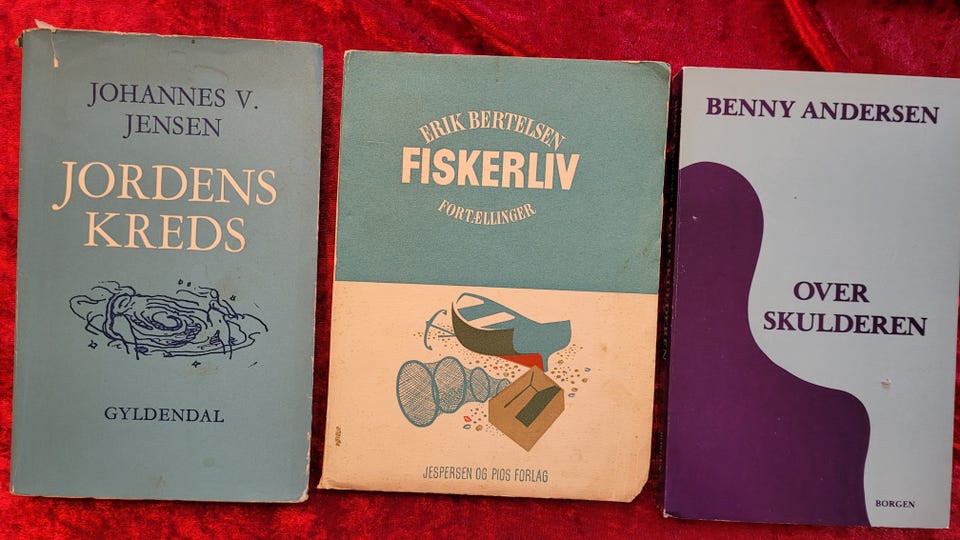 JOHANNES V.
JENSEN
JORDENS
KREDS
GYLDENDAL
ERIK BERTELSEN
FISKERLIV
FORTÆLLINGER
JESPERSEN OG PIOS FORLAG
BENNY ANDERSEN
OVER
SKULDEREN
BORGEN